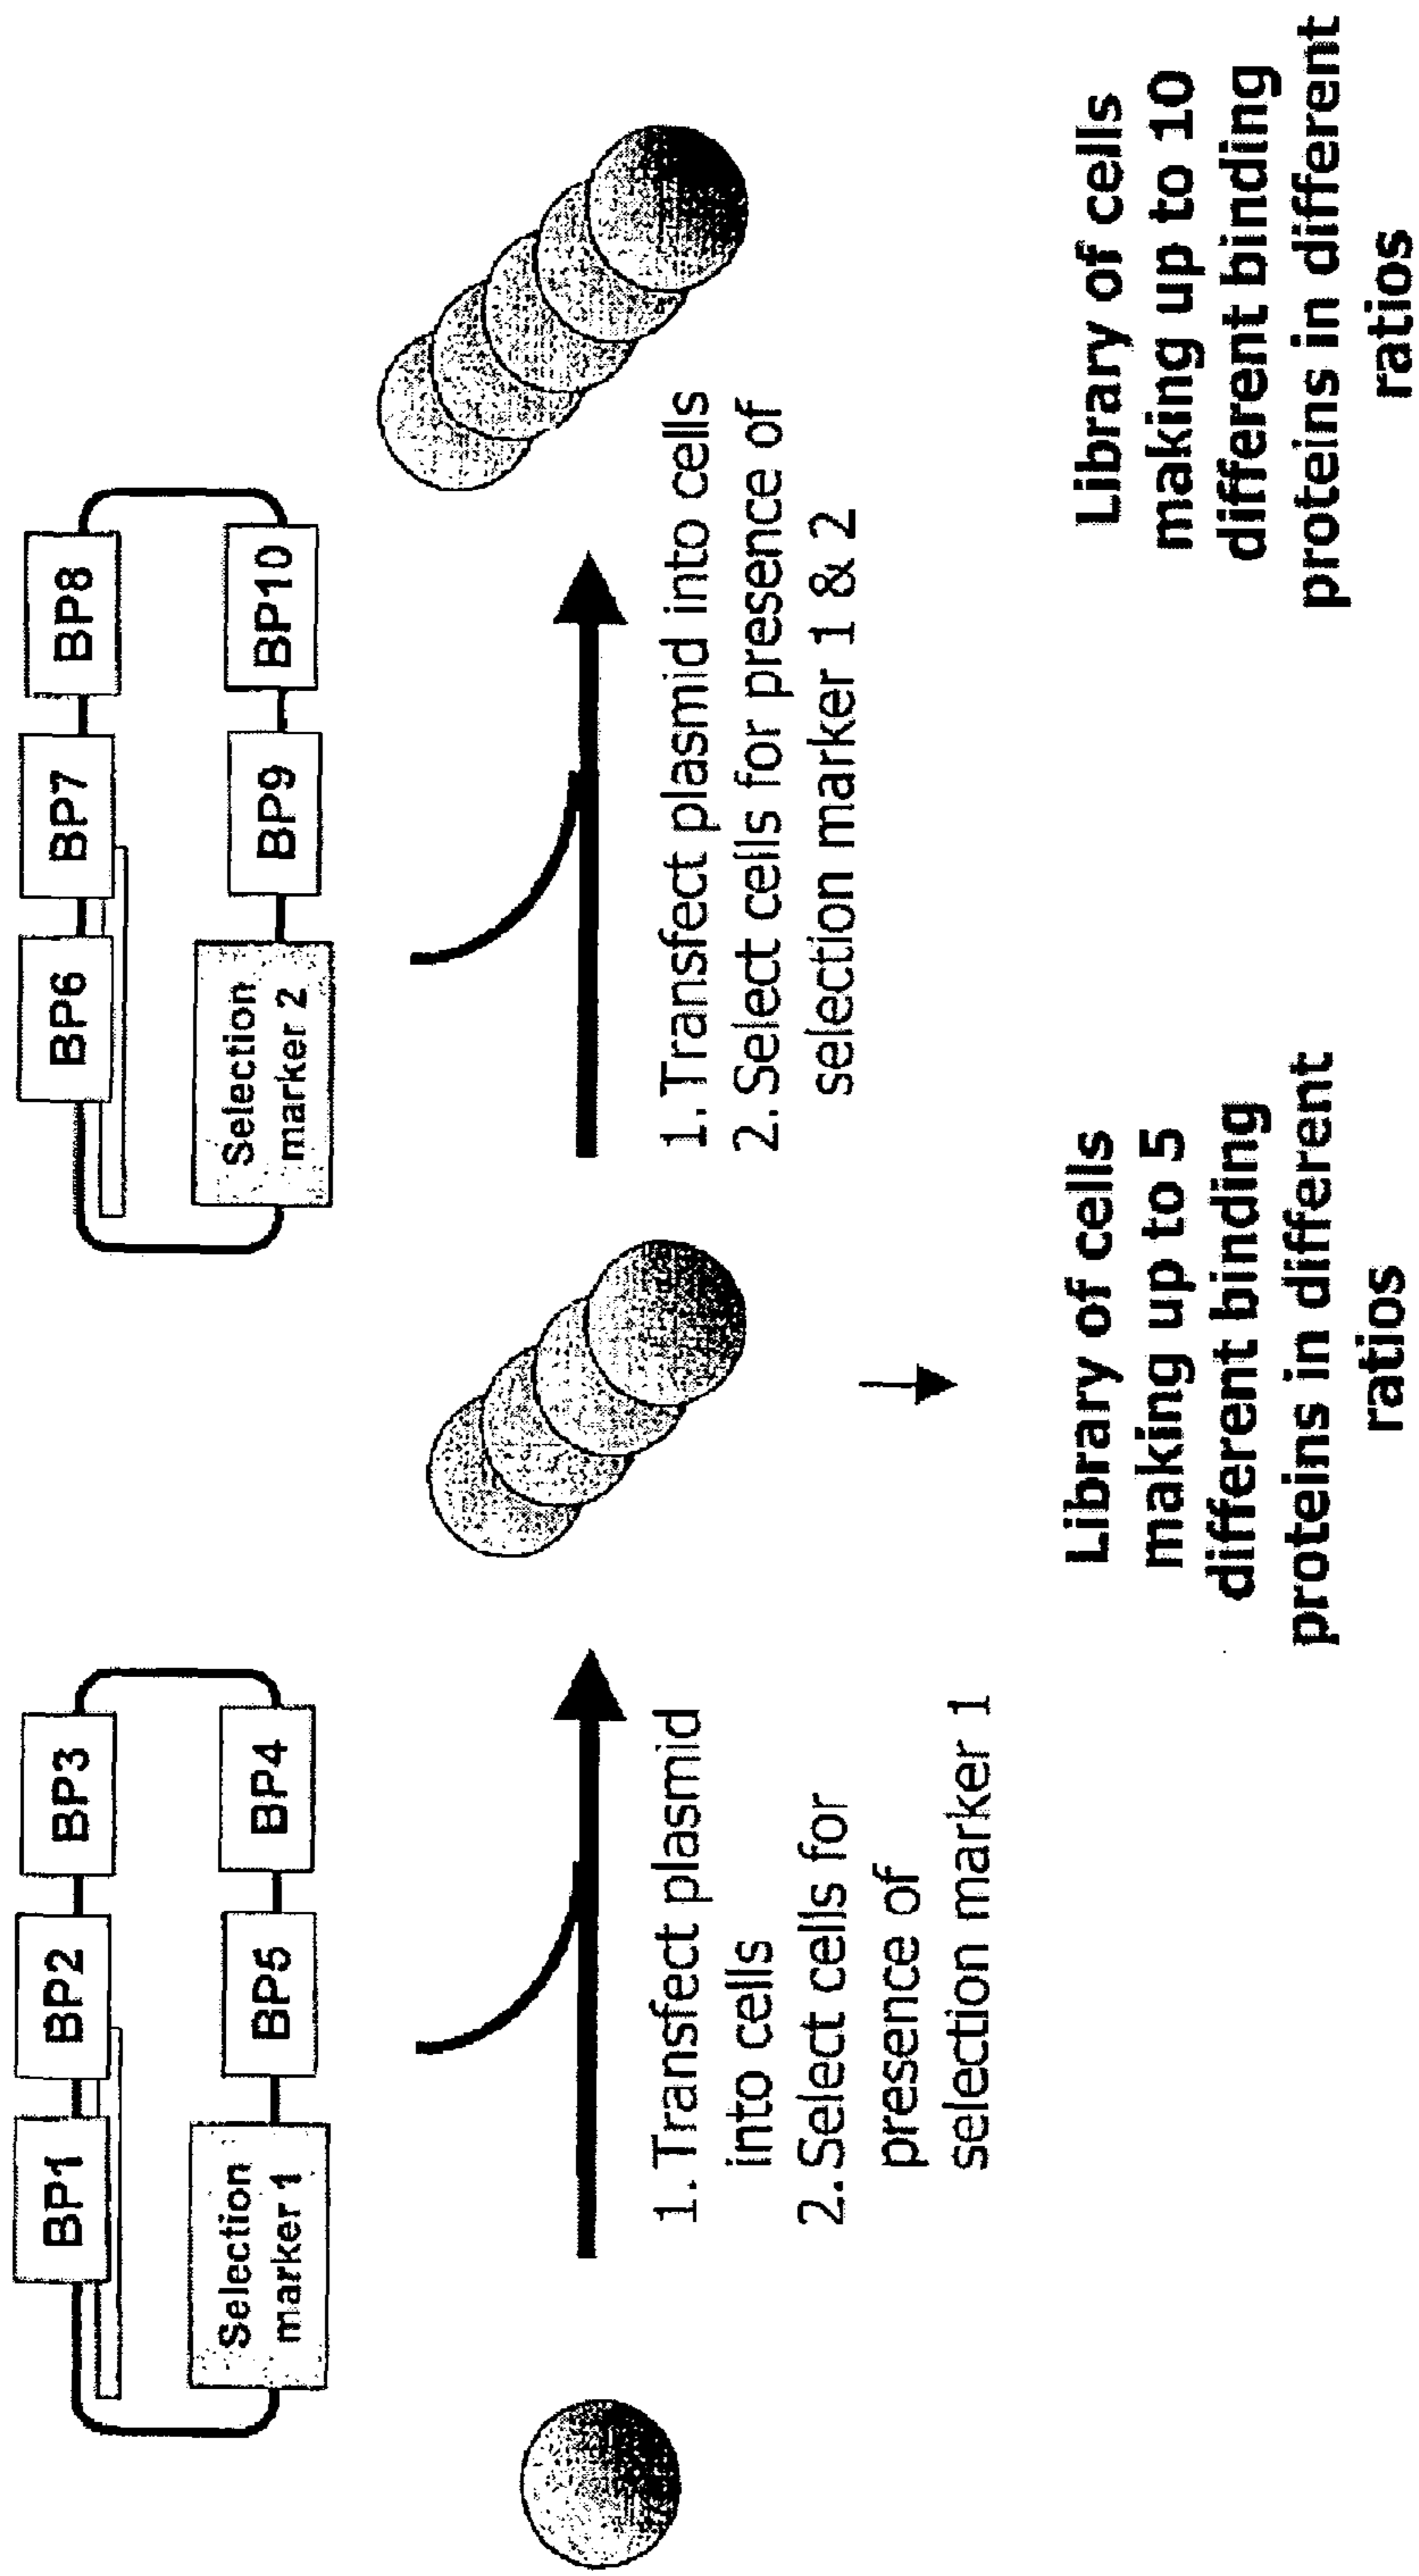 BP1
BP2
BP3
Selection
marker 1
BP5
BP4
1. Transfect plasmid
into cells
2. Select cells for
presence of
selection marker 1
Library of cells
making up to 5
different binding
proteins in different
ratios
BP6
BP7
BP8
Selection
marker 2
BP9
BP10
1. Transfect plasmid into cells
2. Select cells for presence of
selection marker 1 & 2
Library of cells
making up to 10
different binding
proteins in different
ratios